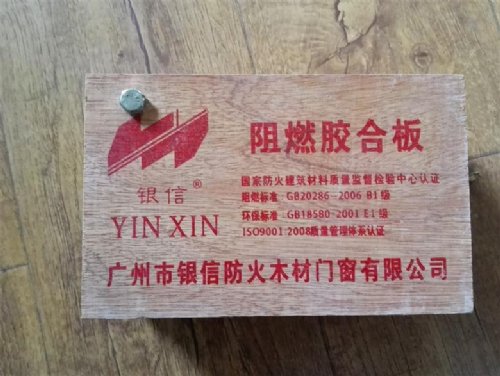 阻燃胶合板
国家防火建筑材料质量监督检验中心认证
阻燃标准:GB20286-2006 B1级
环保标准:GB18580-2001 E1级
ISO9001:2008质量管理体系认证
银信®
YIN XIN
广州市银信防火木材门窗有限公司